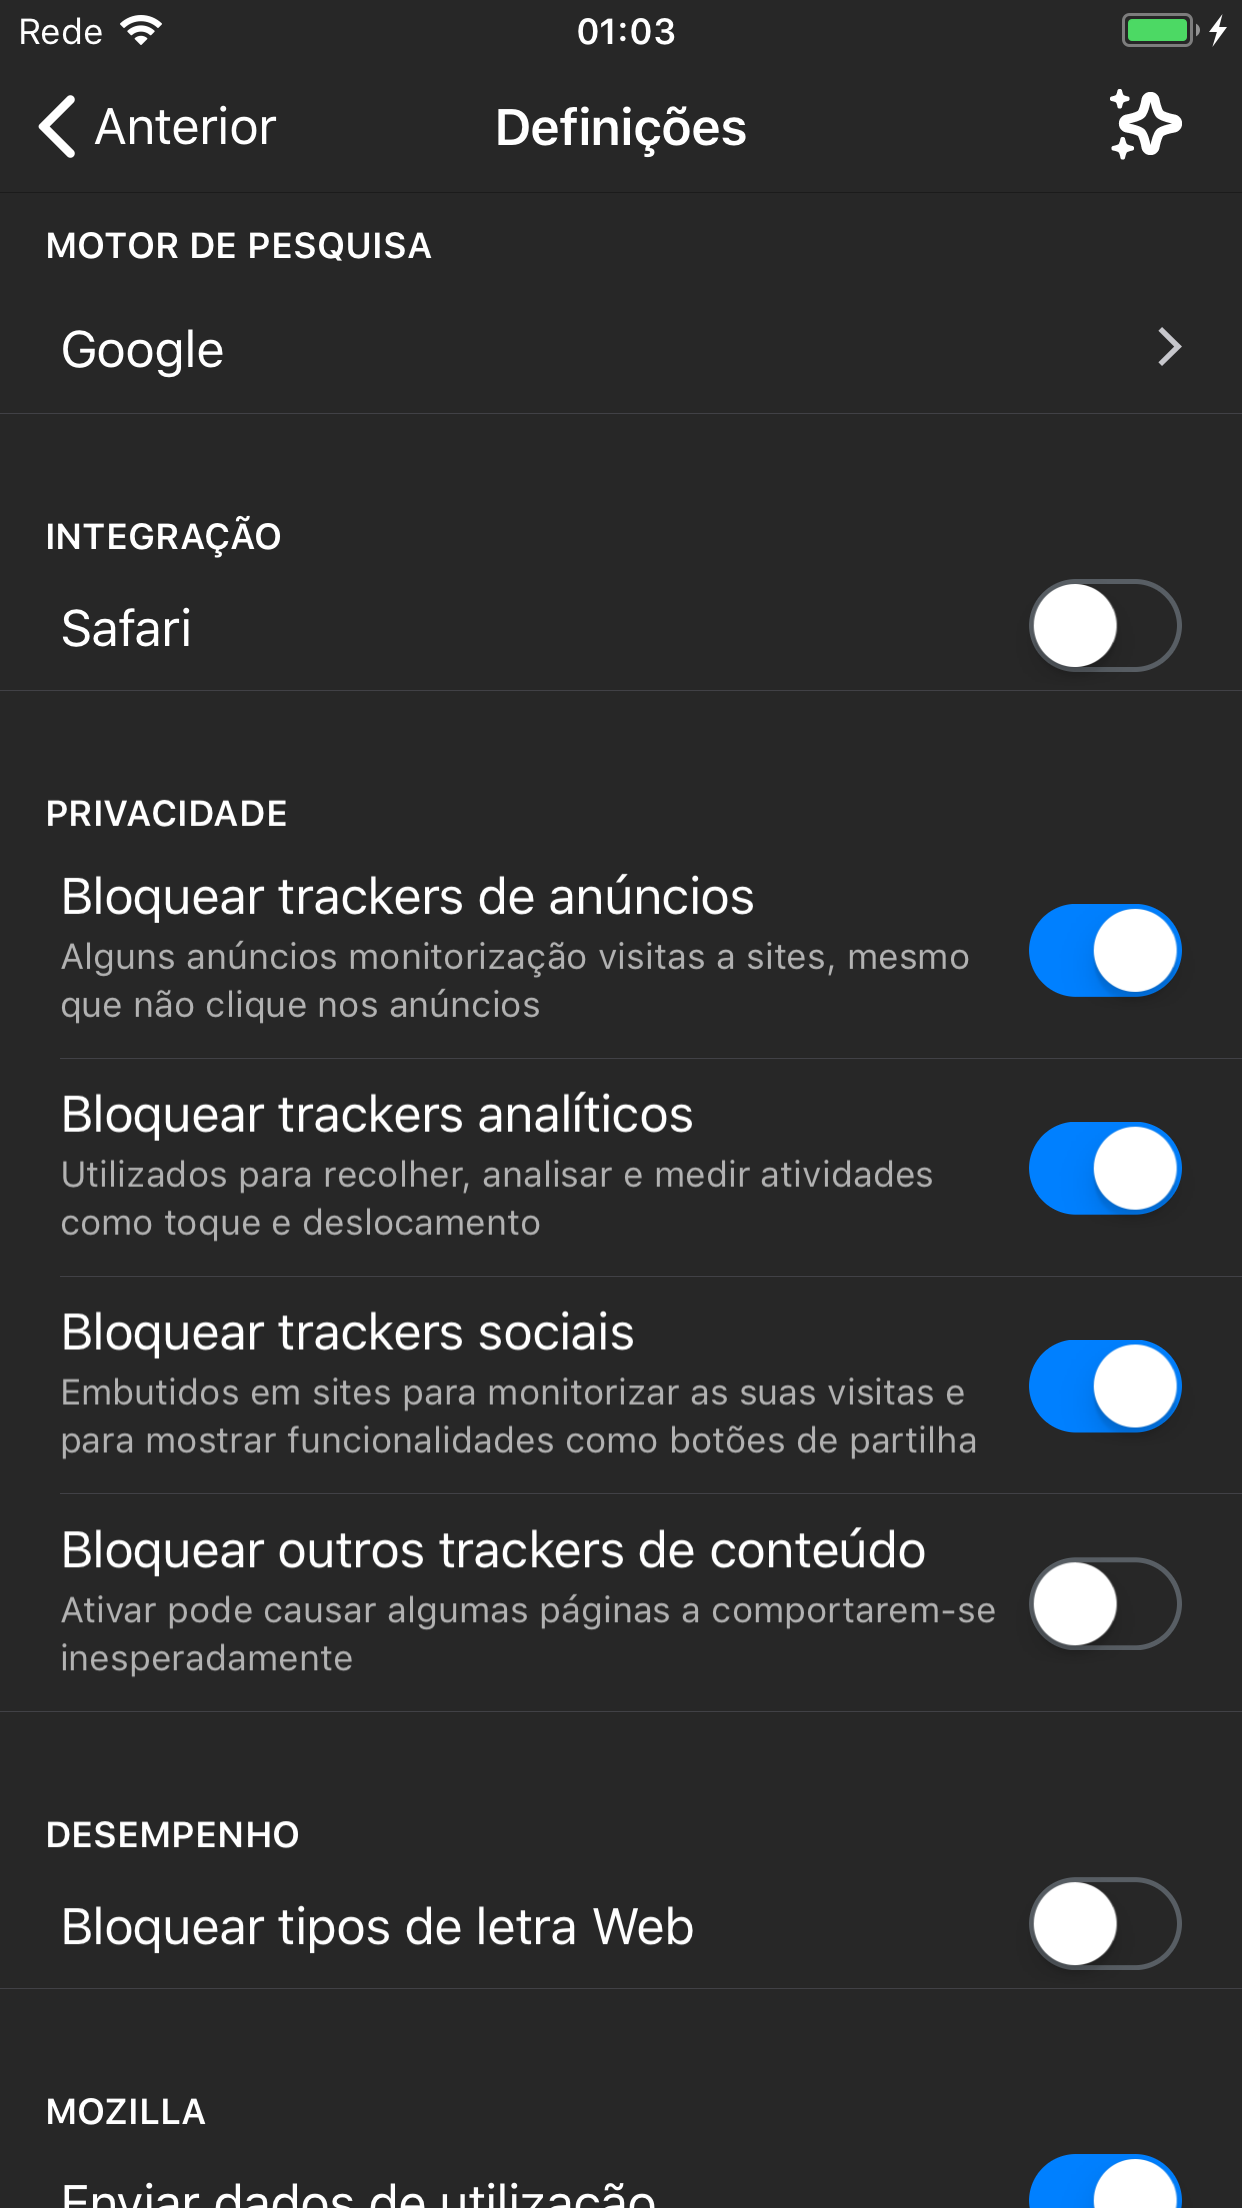 Rede
01:03
Anterior
Definições
MOTOR DE PESQUISA
Google
INTEGRAÇÃO
Safari
PRIVACIDADE
Bloquear trackers de anúncios
Alguns anúncios monitorização visitas a sites, mesmo
que não clique nos anúncios
Bloquear trackers analíticos
Utilizados para recolher, analisar e medir atividades
como toque e deslocamento
Bloquear trackers sociais
Embutidos em sites para monitorizar as suas visitas e
para mostrar funcionalidades como botões de partilha
Bloquear outros trackers de conteúdo
Ativar pode causar algumas páginas a comportarem-se
inesperadamente
DESEMPENHO
Bloquear tipos de letra Web
MOZILLA
Enviar dados de utilização